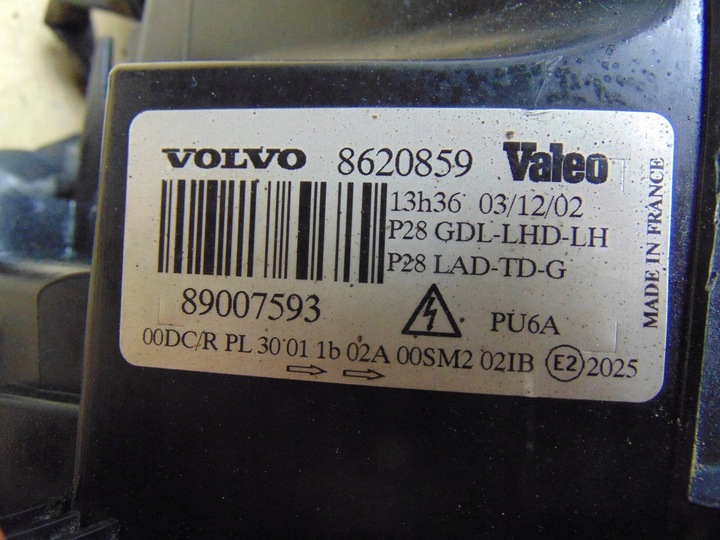 VOLVO 8620859 Valeo
13h36 03/12/02
P28 GDL-LHD-LH
P28 LAD-TD-G
89007593
PU6A
00DC/R PL 30 01 1b 02A 00SM2 02IB E2 2025
MADE IN FRANCE